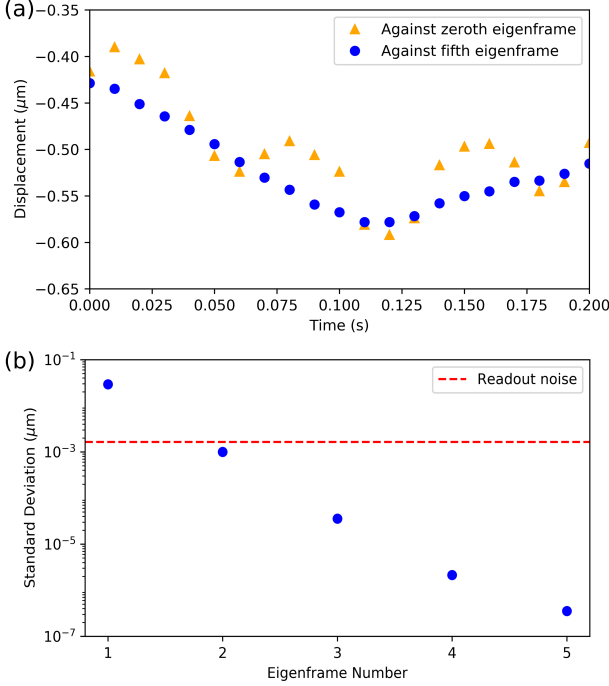 (a)
−0.35
−0.40
−0.45
−0.50
−0.55
−0.60
−0.65
Displacement (μm)
Against zeroth eigenframe
Against fifth eigenframe
0.000 0.025 0.050 0.075 0.100 0.125 0.150 0.175 0.200
Time (s)
(b)
10⁻¹
10⁻³
10⁻⁵
10⁻⁷
Standard Deviation (μm)
Readout noise
1 2 3 4 5
Eigenframe Number